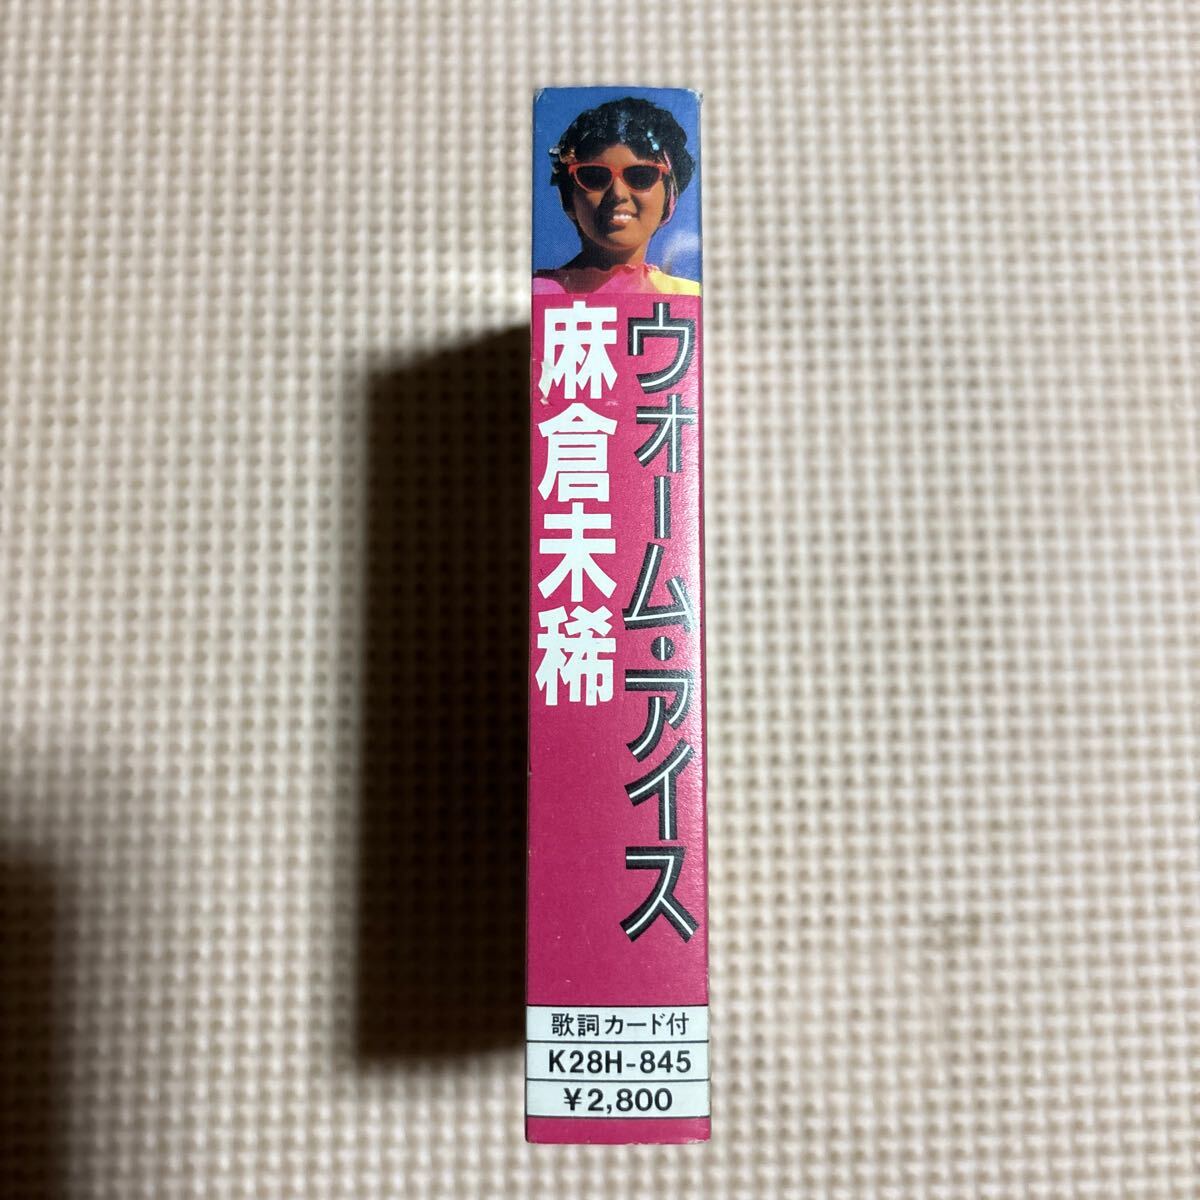 ウォーム・アイス
麻倉未稀
歌詞カード付
K28H-845
¥2,800